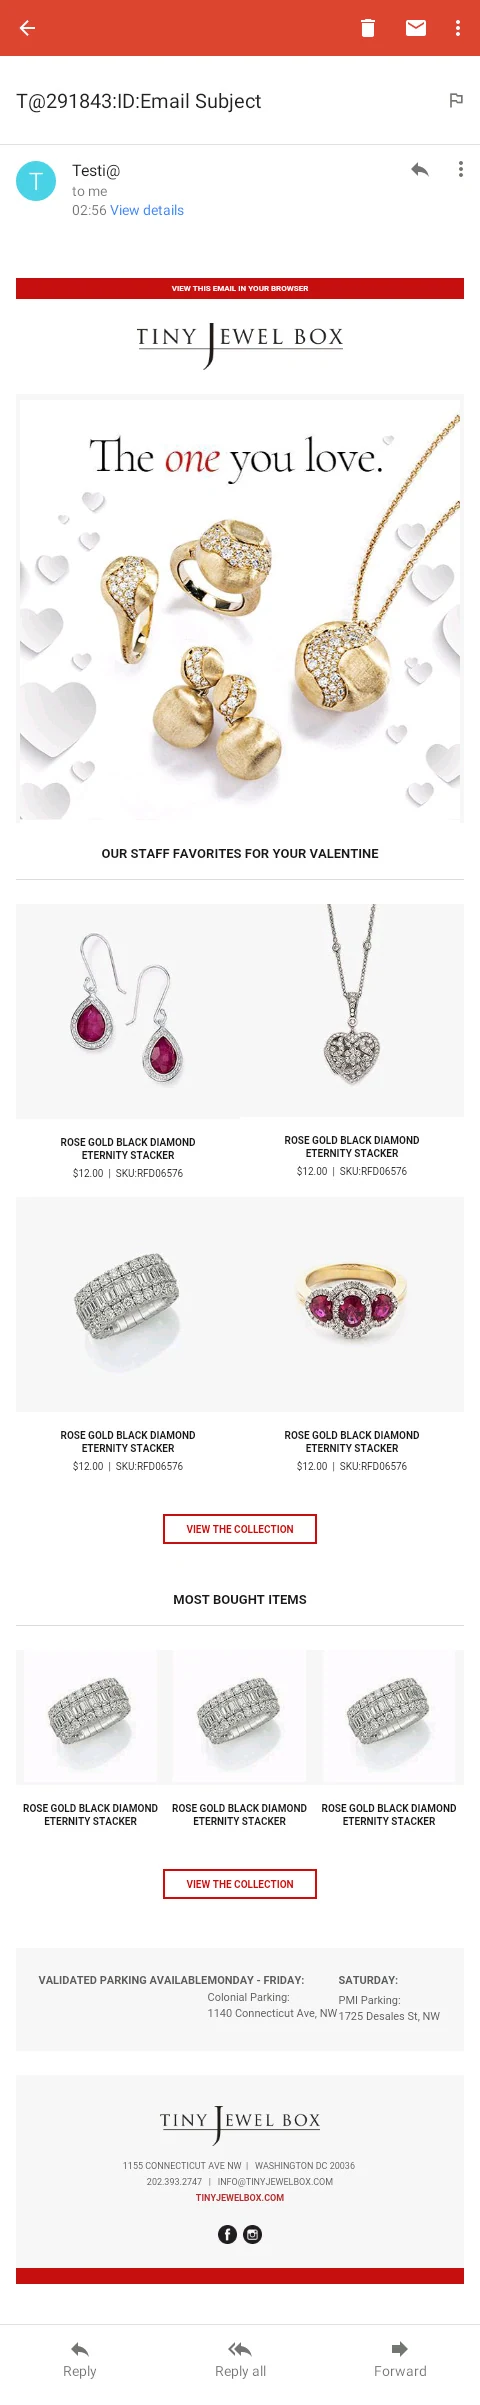 T@291843:ID:Email Subject
T
Testi@
to me
02:56 View details
VIEW THIS EMAIL IN YOUR BROWSER
TINY JEWEL BOX
The one you love.
OUR STAFF FAVORITES FOR YOUR VALENTINE
ROSE GOLD BLACK DIAMOND
ETERNITY STACKER
$12.00 | SKU:RFD06576
ROSE GOLD BLACK DIAMOND
ETERNITY STACKER
$12.00 | SKU:RFD06576
ROSE GOLD BLACK DIAMOND
ETERNITY STACKER
$12.00 | SKU:RFD06576
ROSE GOLD BLACK DIAMOND
ETERNITY STACKER
$12.00 | SKU:RFD06576
VIEW THE COLLECTION
MOST BOUGHT ITEMS
ROSE GOLD BLACK DIAMOND
ETERNITY STACKER
ROSE GOLD BLACK DIAMOND
ETERNITY STACKER
ROSE GOLD BLACK DIAMOND
ETERNITY STACKER
VIEW THE COLLECTION
VALIDATED PARKING AVAILABLE
MONDAY - FRIDAY:
Colonial Parking:
1140 Connecticut Ave, NW
SATURDAY:
PMI Parking:
1725 Desales St, NW
TINY JEWEL BOX
1155 CONNECTICUT AVE NW | WASHINGTON DC 20036
202.393.2747 | INFO@TINYJEWELBOX.COM
TINYJEWELBOX.COM
Reply
Reply all
Forward